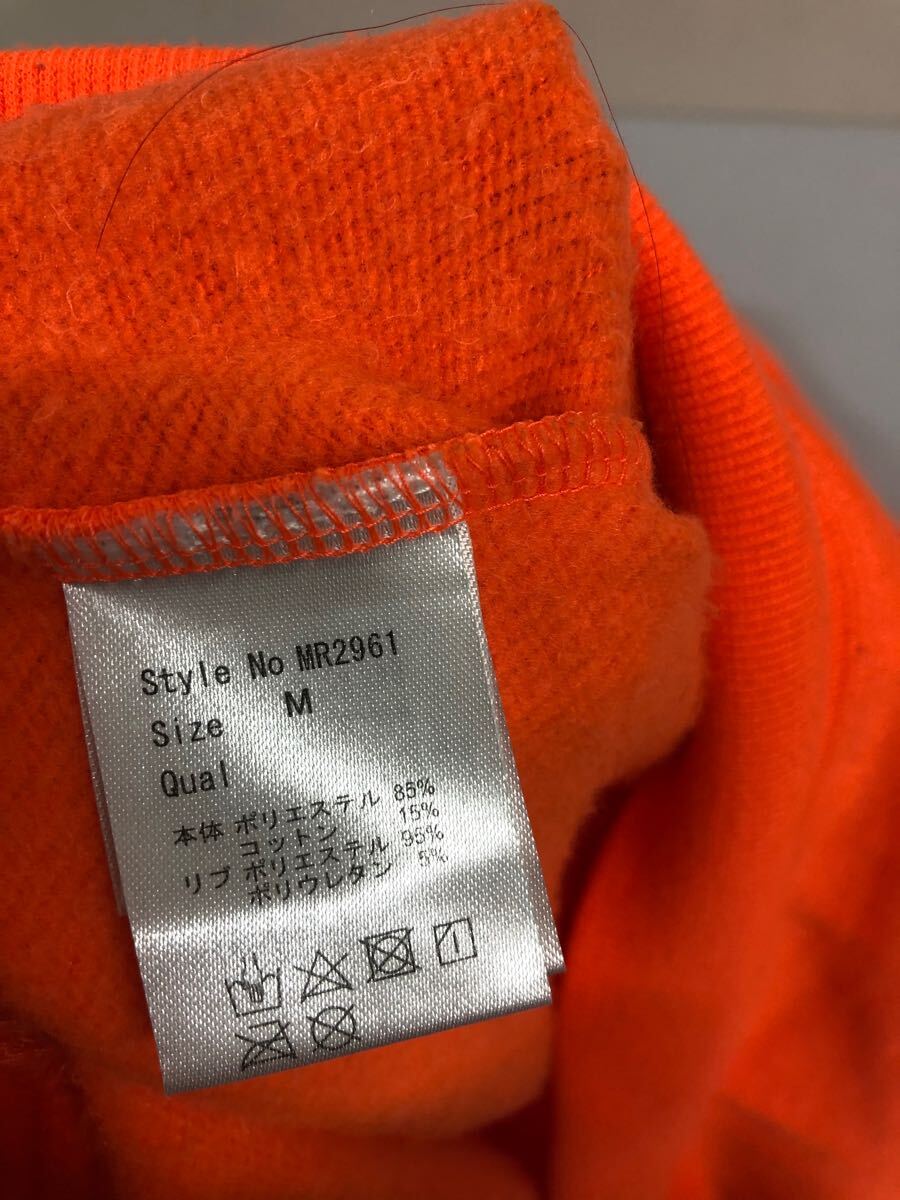 Style No MR2961
Size M
Qual
本体 ポリエステル 85%
コットン 15%
リブ ポリエステル 95%
ポリウレタン 5%